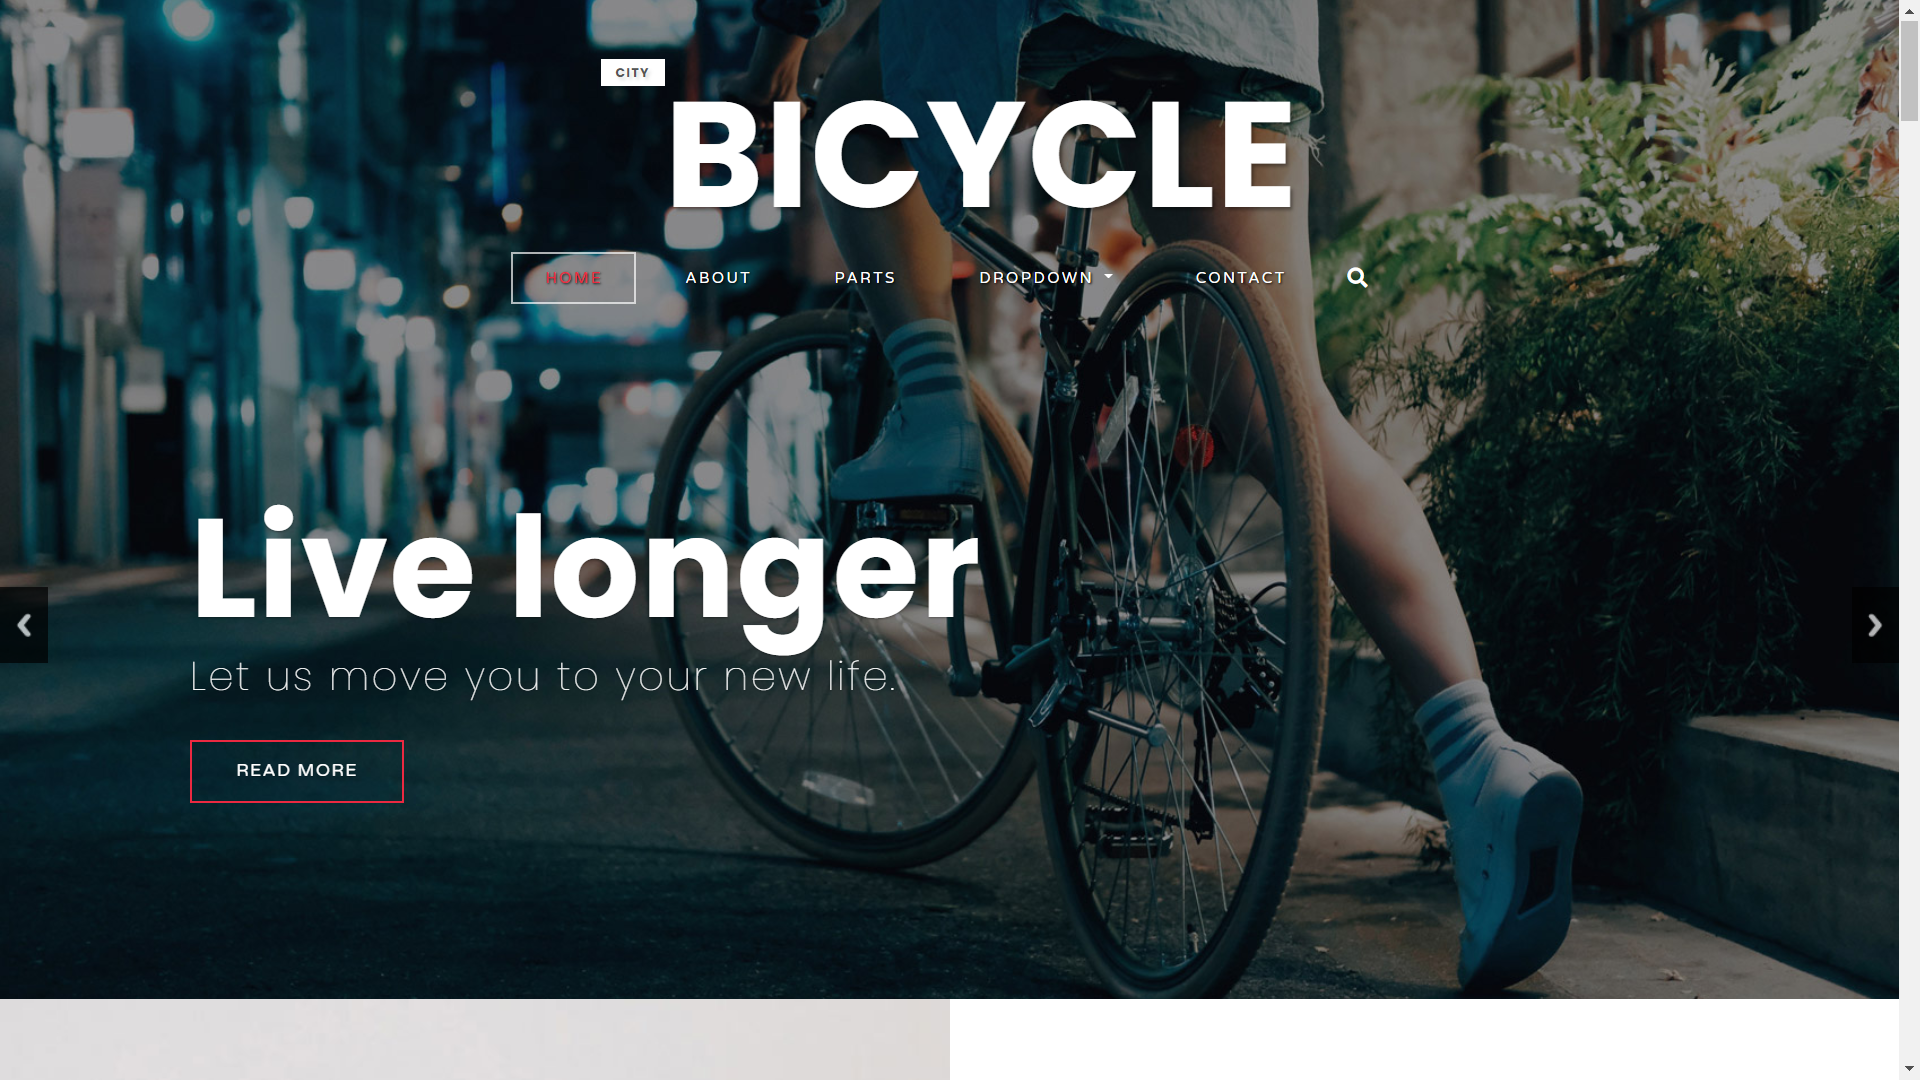 CITY
BICYCLE
HOME ABOUT PARTS DROPDOWN CONTACT
Live longer
Let us move you to your new life.
READ MORE